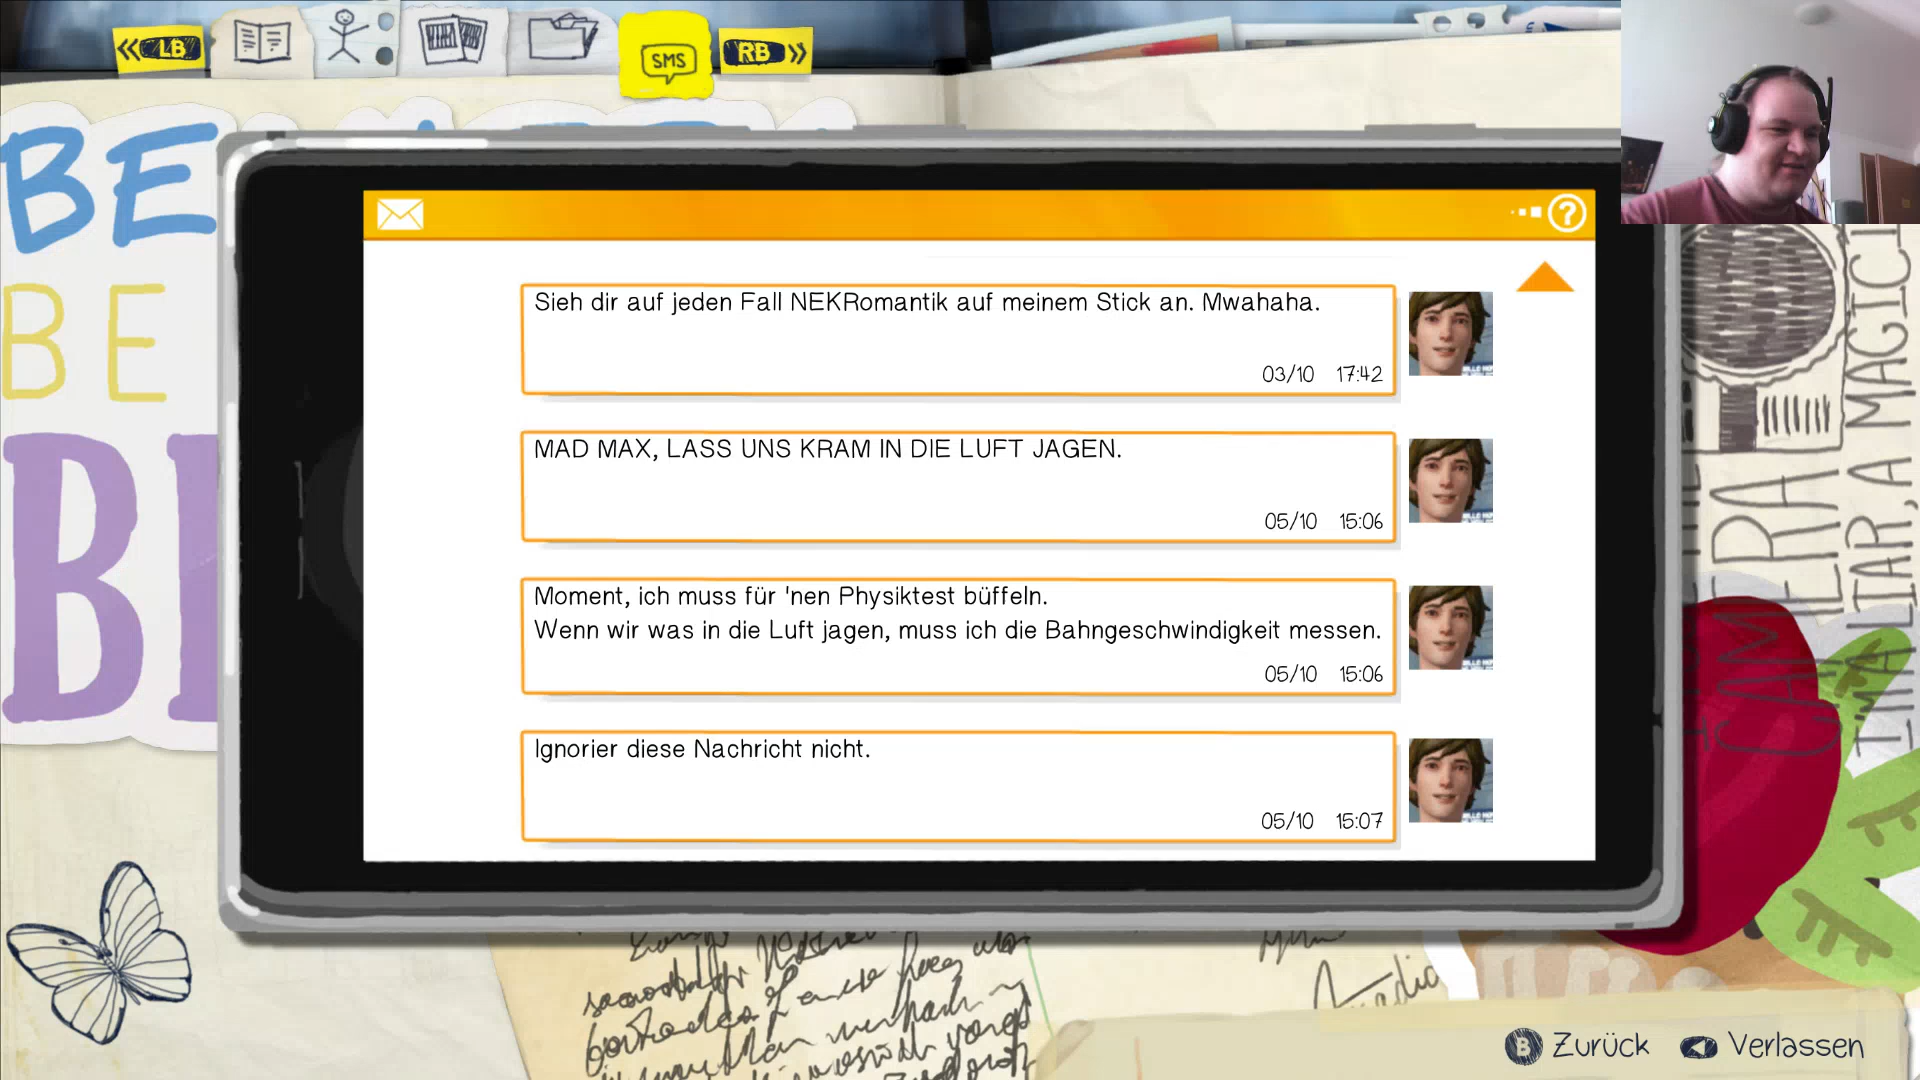 LB
SMS
RB
BE
BE
Sieh dir auf jeden Fall NEKRomantik auf meinem Stick an. Mwahaha.
03/10 17:42
MAD MAX, LASS UNS KRAM IN DIE LUFT JAGEN.
05/10 15:06
Moment, ich muss für 'nen Physiktest büffeln.
Wenn wir was in die Luft jagen, muss ich die Bahngeschwindigkeit messen.
05/10 15:06
Ignorier diese Nachricht nicht.
05/10 15:07
B Zurück
Verlassen